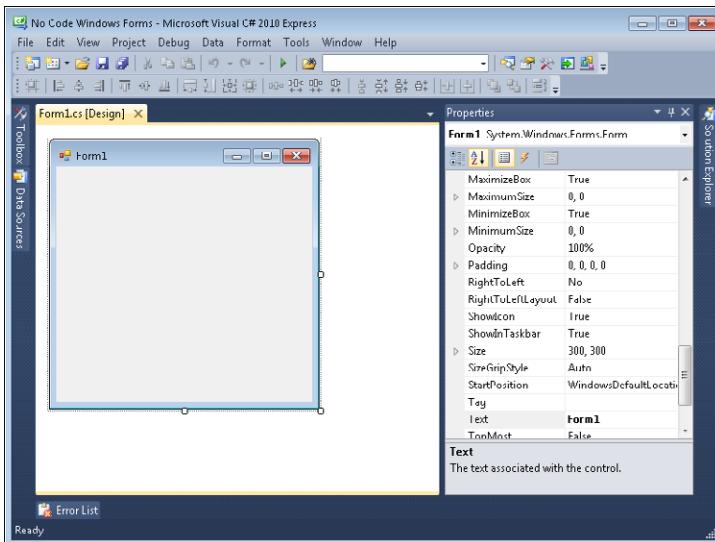 No Code Windows Forms - Microsoft Visual C# 2010 Express
File Edit View Project Debug Data Format Tools Window Help
Form1.cs [Design]
Toolbox
Data Sources
Form1
Properties
Form1 System.Windows.Forms.Form
MaximizeBox True
MaximumSize 0, 0
MinimizeBox True
MinimumSize 0, 0
Opacity 100%
Padding 0, 0, 0, 0
RightToLeft No
RightToLeftLayout False
ShowIcon True
ShowInTaskbar True
Size 300, 300
SizeGripStyle Auto
StartPosition WindowsDefaultLocati
Tag
Text Form1
TopMost False
Text
The text associated with the control.
Solution Explorer
Error List
Ready